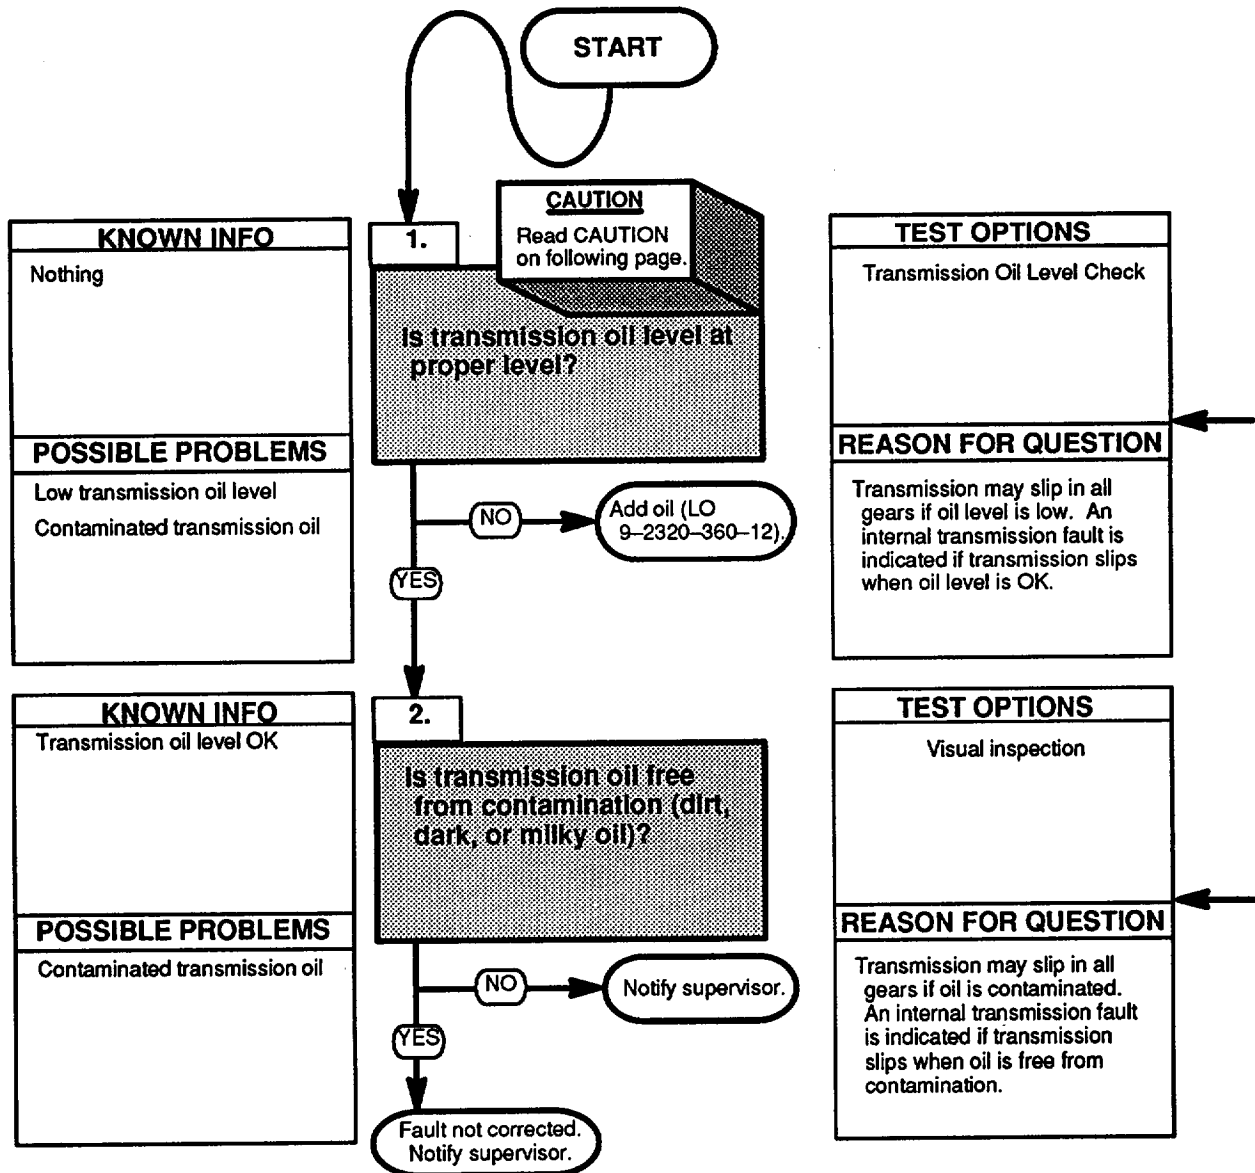 START
CAUTION
Read CAUTION
on following page.
KNOWN INFO
Nothing
POSSIBLE PROBLEMS
Low transmission oil level
Contaminated transmission oil
1.
Is transmission oil level at
proper level?
NO
Add oil (LO
9–2320–360–12).
YES
TEST OPTIONS
Transmission Oil Level Check
REASON FOR QUESTION
Transmission may slip in all
gears if oil level is low. An
internal transmission fault is
indicated if transmission slips
when oil level is OK.
KNOWN INFO
Transmission oil level OK
POSSIBLE PROBLEMS
Contaminated transmission oil
2.
Is transmission oil free
from contamination (dirt,
dark, or milky oil)?
NO
Notify supervisor.
YES
Fault not corrected.
Notify supervisor.
TEST OPTIONS
Visual inspection
REASON FOR QUESTION
Transmission may slip in all
gears if oil is contaminated.
An internal transmission fault
is indicated if transmission
slips when oil is free from
contamination.